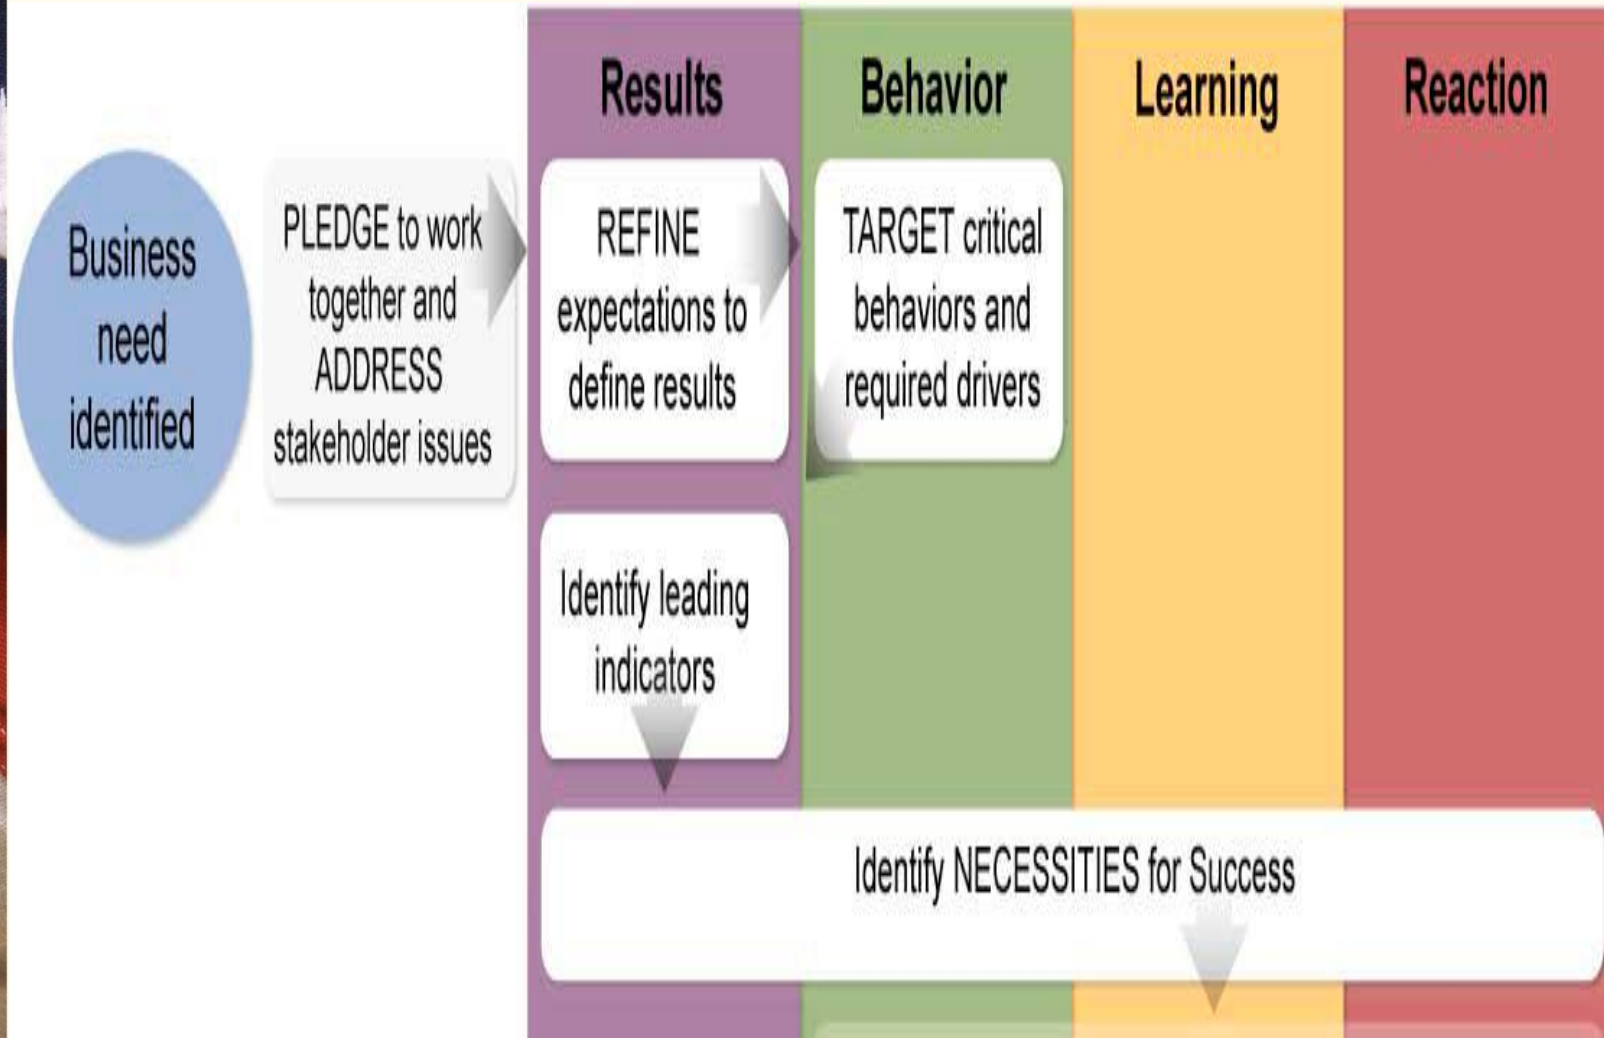 Results
Behavior
Learning
Reaction
Business
need
identified
PLEDGE to work
together and
ADDRESS
stakeholder issues
REFINE
expectations to
define results
TARGET critical
behaviors and
required drivers
Identify leading
indicators
Identify NECESSITIES for Success